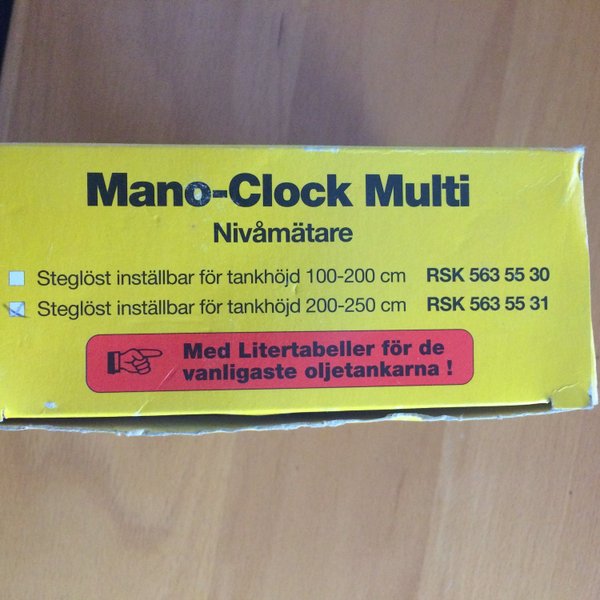 Mano-Clock Multi
Nivåmätare
Steglöst inställbar för tankhöjd 100-200 cm RSK 563 55 30
Steglöst inställbar för tankhöjd 200-250 cm RSK 563 55 31
Med Litertabeller för de
vanligaste oljetankarna !